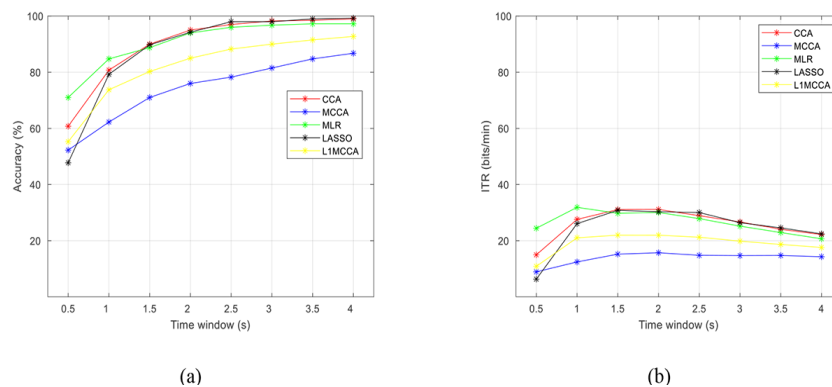 100
80
60
40
20
Accuracy (%)
CCA
MCCA
MLR
LASSO
L1MCCA
0.5 1 1.5 2 2.5 3 3.5 4
Time window (s)
(a)
100
80
60
40
20
ITR (bits/min)
CCA
MCCA
MLR
LASSO
L1MCCA
0.5 1 1.5 2 2.5 3 3.5 4
Time window (s)
(b)